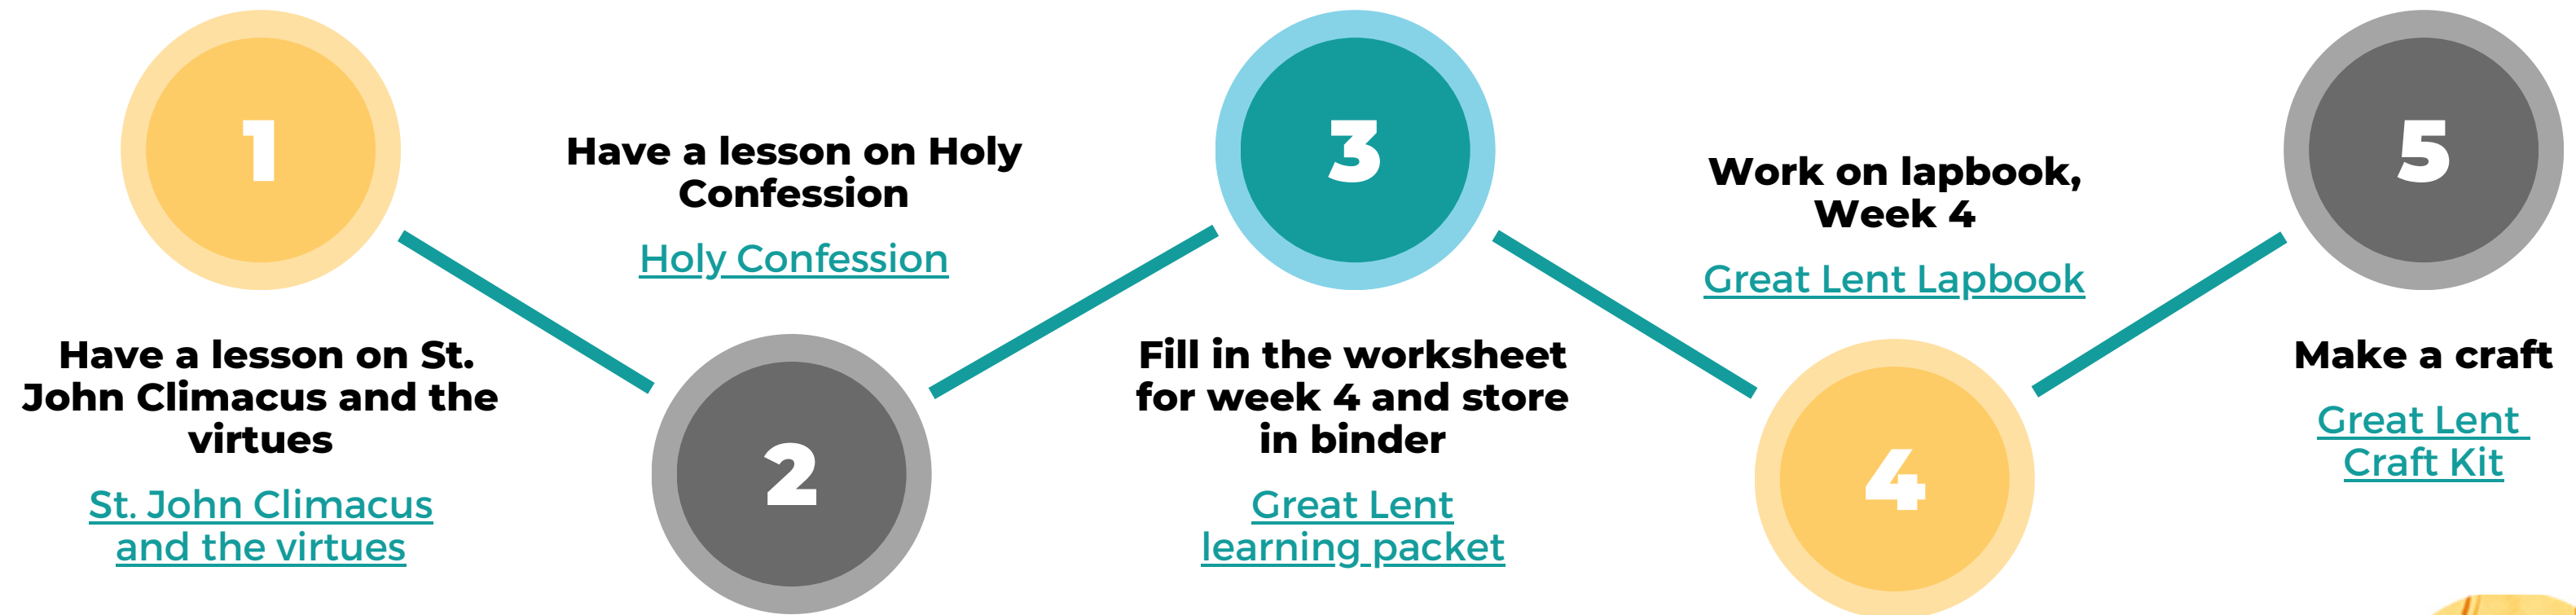 1
Have a lesson on St.
John Climacus and the
virtues
St. John Climacus
and the virtues
Have a lesson on Holy
Confession
Holy Confession
2
3
Fill in the worksheet
for week 4 and store
in binder
Great Lent
learning packet
Work on lapbook,
Week 4
Great Lent Lapbook
4
5
Make a craft
Great Lent
Craft Kit